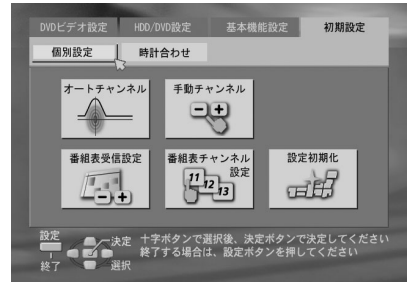 DVDビデオ設定 HDD/DVD設定 基本機能設定 初期設定
個別設定 時計合わせ
オートチャンネル 手動チャンネル
番組表受信設定 番組表チャンネル設定 設定初期化
11 12 13
設定 決定 十字ボタンで選択後、決定ボタンで決定してください
終了 選択 終了する場合は、設定ボタンを押してください